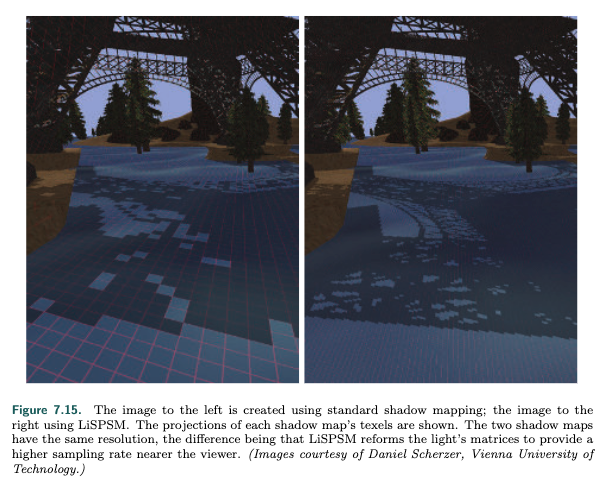 Figure 7.15. The image to the left is created using standard shadow mapping; the image to the
right using LiSPSM. The projections of each shadow map's texels are shown. The two shadow maps
have the same resolution, the difference being that LiSPSM reforms the light's matrices to provide a
higher sampling rate nearer the viewer. (Images courtesy of Daniel Scherzer, Vienna University of
Technology.)